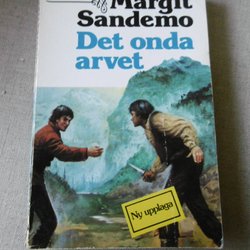 Margit
Sandemo
Det onda
arvet
Ny upplaga